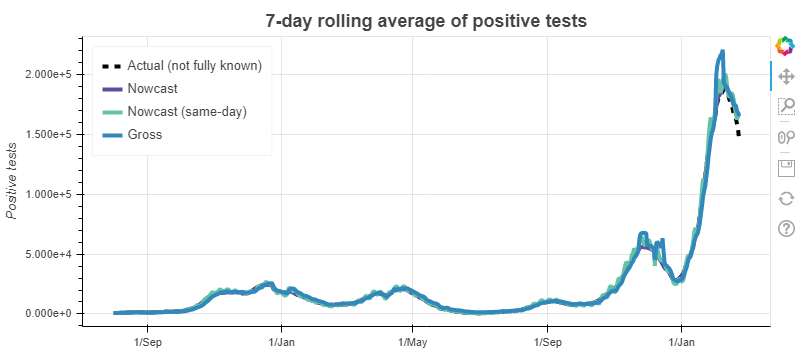 7-day rolling average of positive tests
Actual (not fully known)
Nowcast
Nowcast (same-day)
Gross
Positive tests
2.000e+5
1.500e+5
1.000e+5
5.000e+4
0.000e+0
1/Sep
1/Jan
1/May
1/Sep
1/Jan